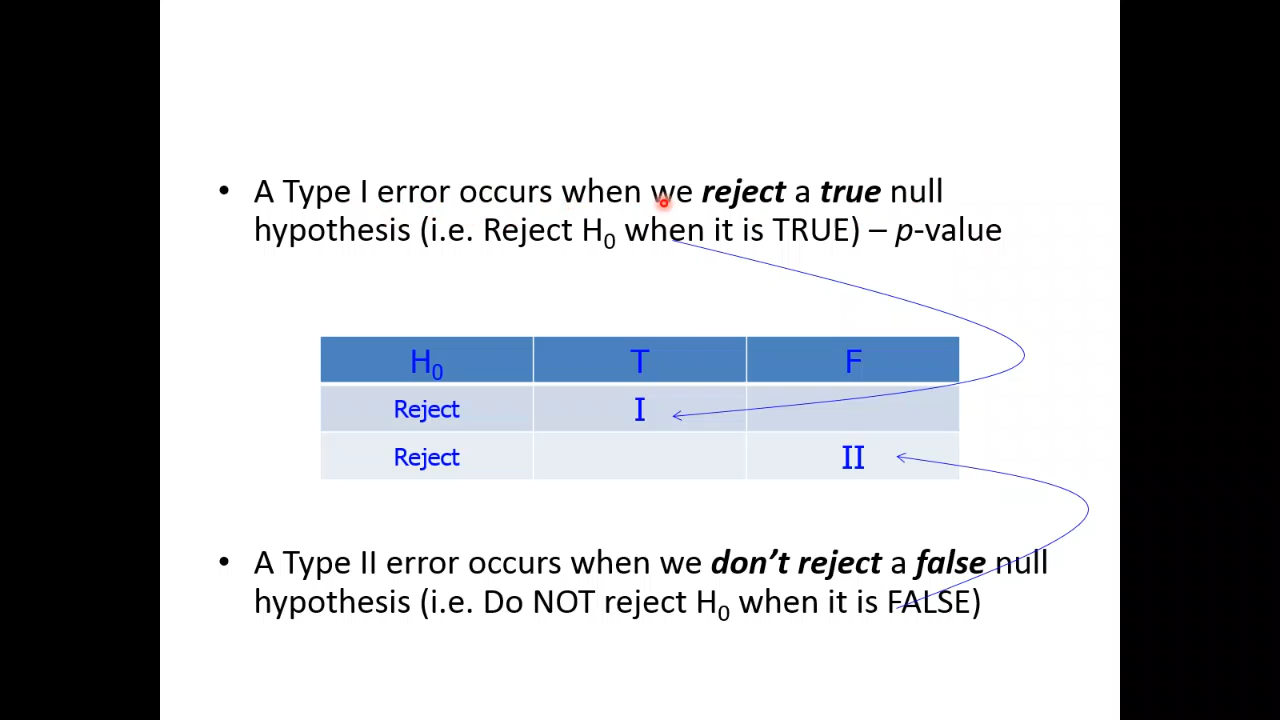 • A Type I error occurs when we reject a true null
hypothesis (i.e. Reject H₀ when it is TRUE) – p-value
H₀ T F
Reject I
Reject II
• A Type II error occurs when we don’t reject a false null
hypothesis (i.e. Do NOT reject H₀ when it is FALSE)